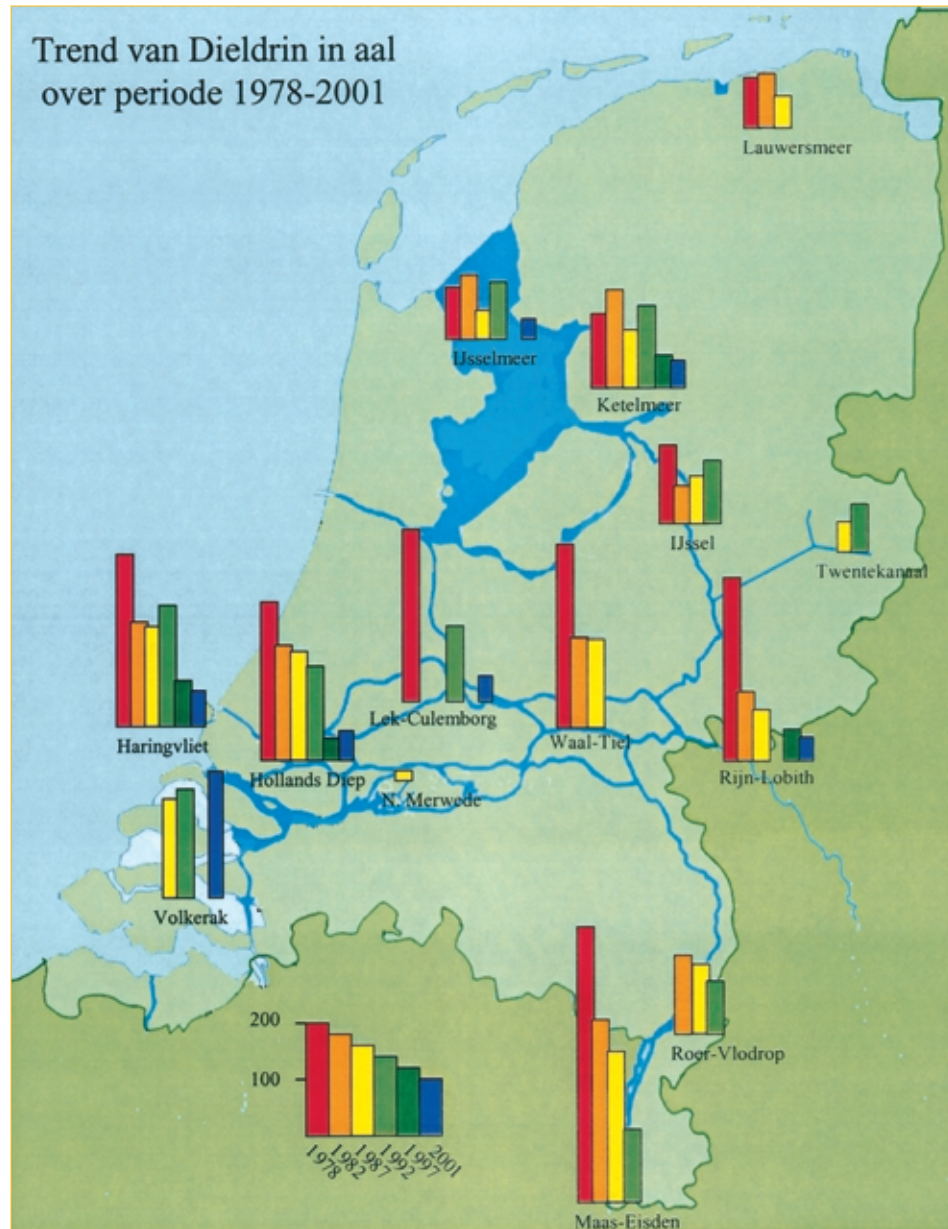 Trend van Dieldrin in aal
over periode 1978-2001
Lauwersmeer
IJsselmeer
Ketelmeer
IJssel
Twentekanaal
Lek-Culemborg
Haringvliet
Waal-Tiel
Hollands Diep
Rijn-Lobith
N. Merwede
Volkerak
200
Roer-Vlodrop
100
1978
1982
1987
1992
1997
2001
Maas-Eisden